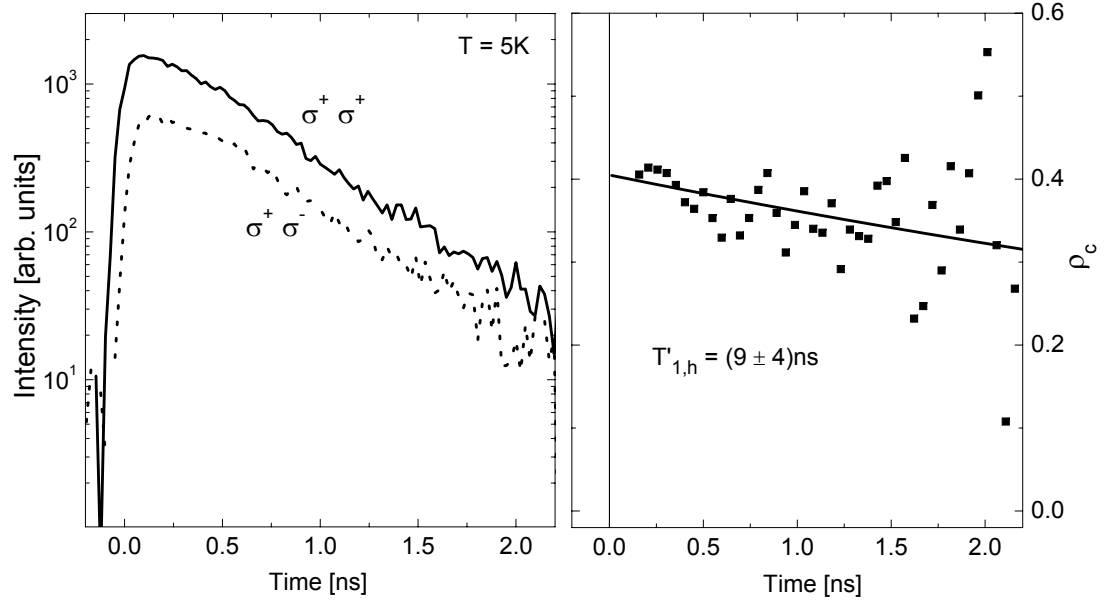 T = 5K
σ⁺ σ⁺
σ⁺ σ⁻
10³
10²
10¹
Intensity [arb. units]
0.0 0.5 1.0 1.5 2.0
Time [ns]
0.6
0.4
0.2
0.0
ρc
T'1,h = (9 ± 4)ns
0.0 0.5 1.0 1.5 2.0
Time [ns]